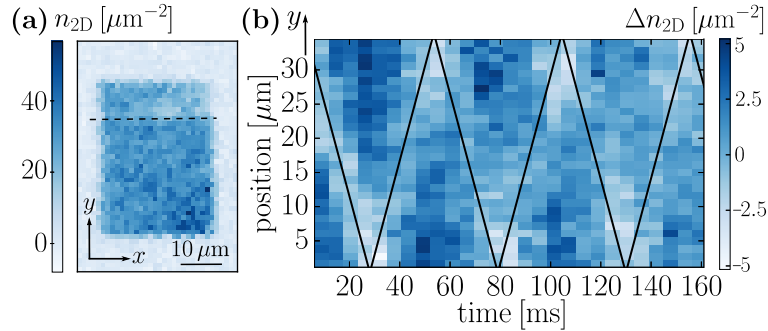 (a) n₂D [μm⁻²]
40
20
0
y
x
10 μm
(b) y
Δn₂D [μm⁻²]
position [μm]
30
25
20
15
10
5
20 40 60 80 100 120 140 160
time [ms]
5
2.5
0
−2.5
−5